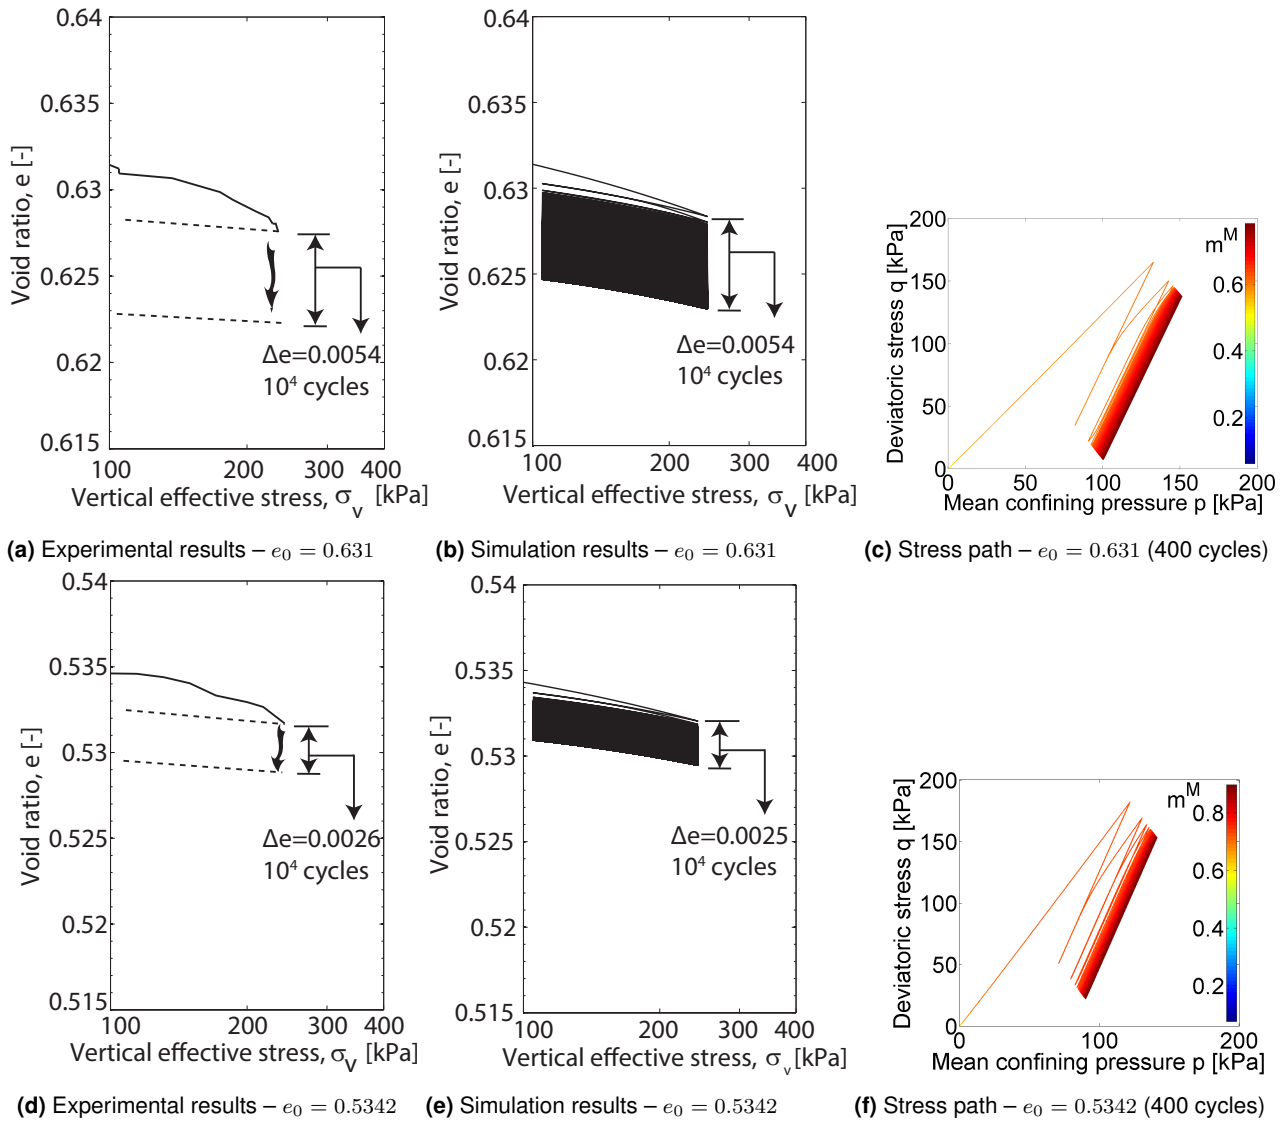 0.64
0.635
0.63
0.625
0.62
0.615
Void ratio, e [-]
100 200 300 400
Vertical effective stress, σv [kPa]
Δe=0.0054
10⁴ cycles
(a) Experimental results – e0 = 0.631
0.64
0.635
0.63
0.625
0.62
0.615
Void ratio, e [-]
100 200 300 400
Vertical effective stress, σv [kPa]
Δe=0.0054
10⁴ cycles
(b) Simulation results – e0 = 0.631
200
150
100
50
0
Deviatoric stress q [kPa]
0 50 100 150 200
Mean confining pressure p [kPa]
mᴹ
0.6
0.4
0.2
(c) Stress path – e0 = 0.631 (400 cycles)
0.54
0.535
0.53
0.525
0.52
0.515
Void ratio, e [-]
100 200 300 400
Vertical effective stress, σv [kPa]
Δe=0.0026
10⁴ cycles
(d) Experimental results – e0 = 0.5342
0.54
0.535
0.53
0.525
0.52
0.515
Void ratio, e [-]
100 200 300 400
Vertical effective stress, σv [kPa]
Δe=0.0025
10⁴ cycles
(e) Simulation results – e0 = 0.5342
200
150
100
50
0
Deviatoric stress q [kPa]
0 100 200
Mean confining pressure p [kPa]
mᴹ
0.8
0.6
0.4
0.2
(f) Stress path – e0 = 0.5342 (400 cycles)